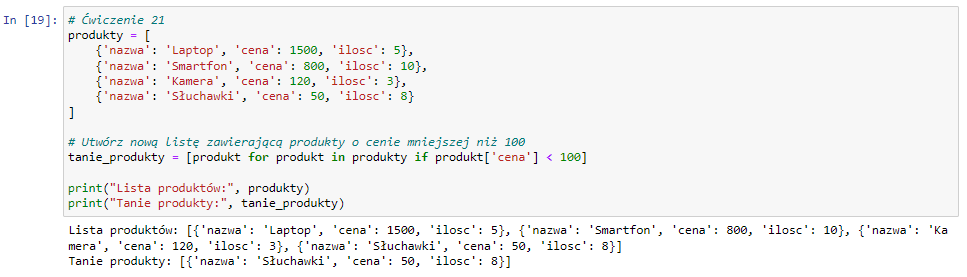 In [19]: # Ćwiczenie 21
produkty = [
    {'nazwa': 'Laptop', 'cena': 1500, 'ilosc': 5},
    {'nazwa': 'Smartfon', 'cena': 800, 'ilosc': 10},
    {'nazwa': 'Kamera', 'cena': 120, 'ilosc': 3},
    {'nazwa': 'Słuchawki', 'cena': 50, 'ilosc': 8}
]
# Utwórz nową listę zawierającą produkty o cenie mniejszej niż 100
tanie_produkty = [produkt for produkt in produkty if produkt['cena'] < 100]
print("Lista produktów:", produkty)
print("Tanie produkty:", tanie_produkty)
Lista produktów: [{'nazwa': 'Laptop', 'cena': 1500, 'ilosc': 5}, {'nazwa': 'Smartfon', 'cena': 800, 'ilosc': 10}, {'nazwa': 'Ka
mera', 'cena': 120, 'ilosc': 3}, {'nazwa': 'Słuchawki', 'cena': 50, 'ilosc': 8}]
Tanie produkty: [{'nazwa': 'Słuchawki', 'cena': 50, 'ilosc': 8}]